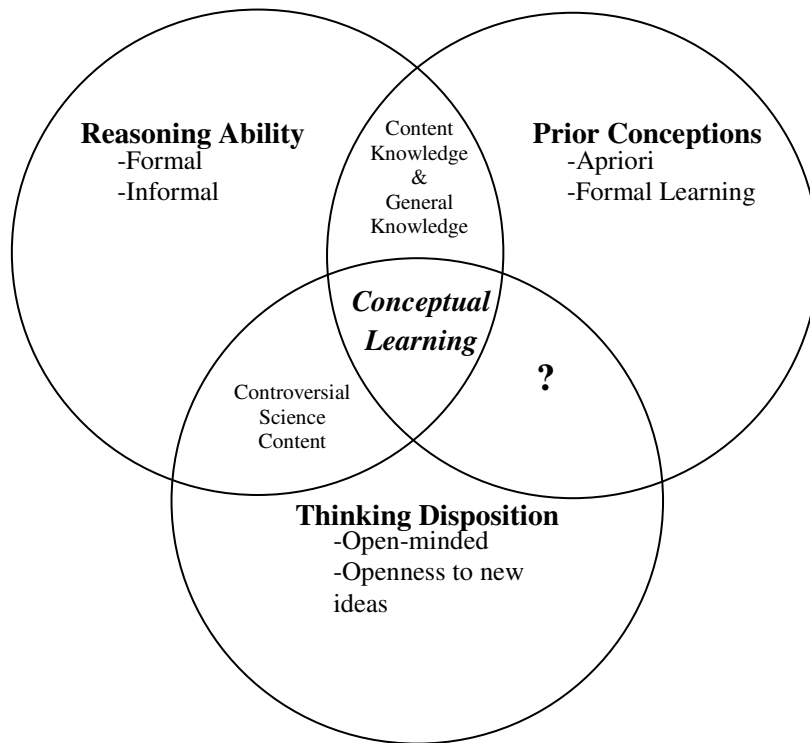 Reasoning Ability
-Formal
-Informal
Content
Knowledge
&
General
Knowledge
Prior Conceptions
-Apriori
-Formal Learning
Conceptual
Learning
?
Controversial
Science
Content
Thinking Disposition
-Open-minded
-Openness to new
ideas